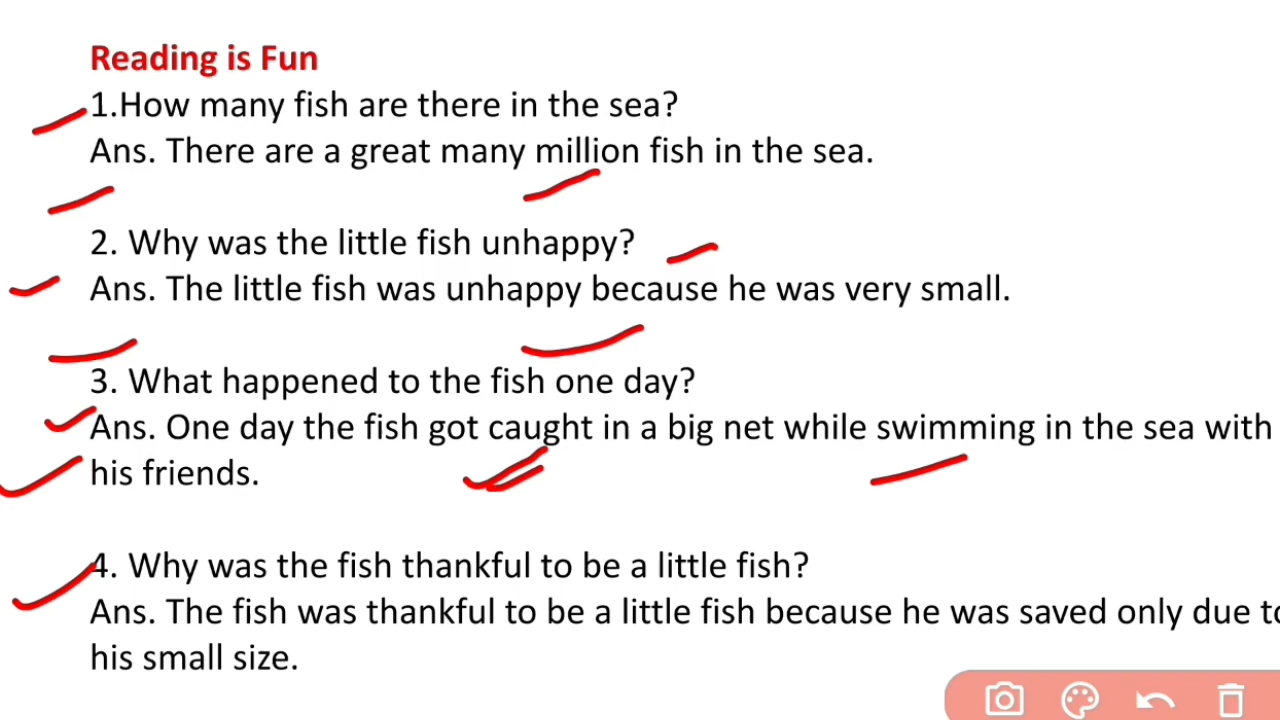 Reading is Fun
1.How many fish are there in the sea?
Ans. There are a great many million fish in the sea.
2. Why was the little fish unhappy?
Ans. The little fish was unhappy because he was very small.
3. What happened to the fish one day?
Ans. One day the fish got caught in a big net while swimming in the sea with
his friends.
4. Why was the fish thankful to be a little fish?
Ans. The fish was thankful to be a little fish because he was saved only due to
his small size.